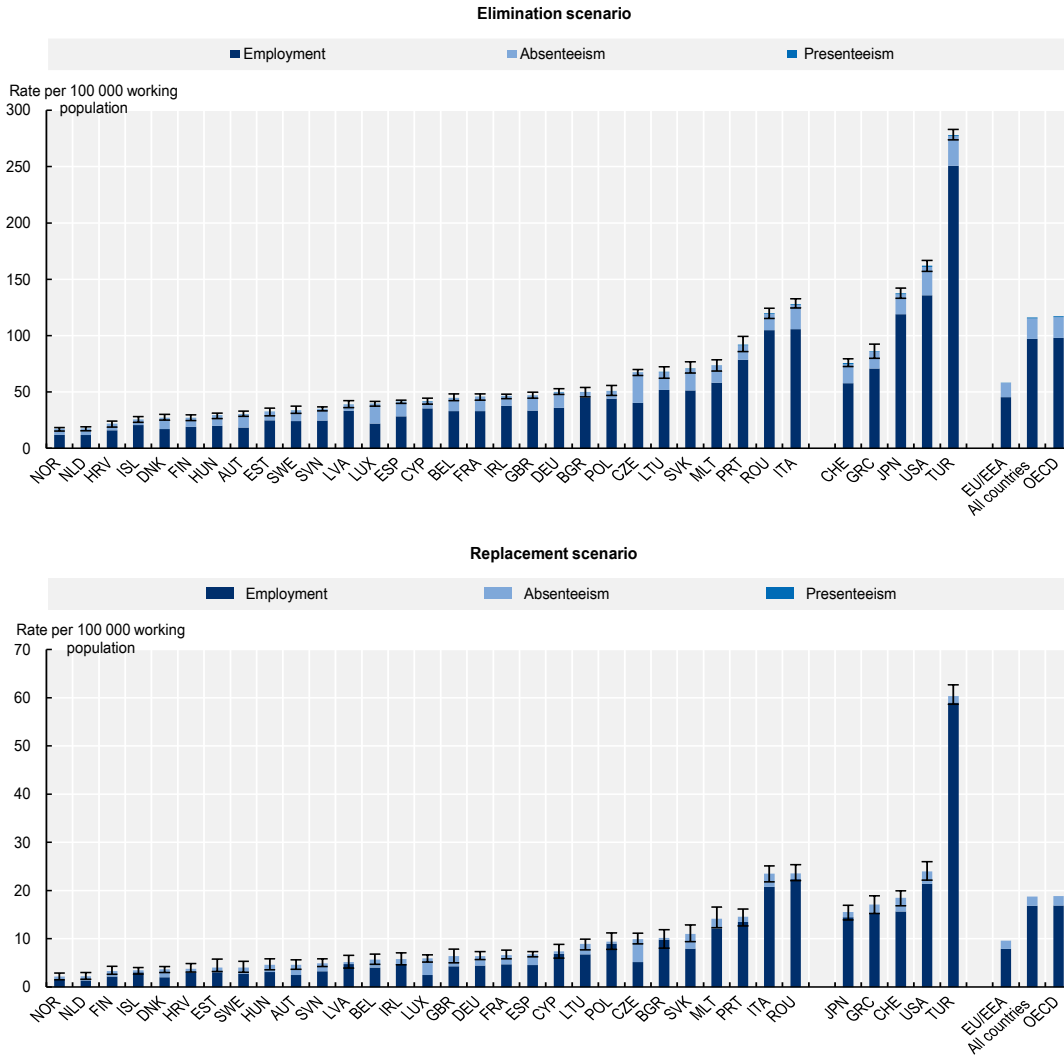 Elimination scenario
Employment Absenteeism Presenteeism
Rate per 100 000 working
population
300
250
200
150
100
50
0
NOR NLD HRV ISL DNK FIN HUN AUT EST SWE SVN LVA LUX ESP CYP BEL FRA IRL GBR DEU BGR POL CZE LTU SVK MLT PRT ROU ITA CHE GRC JPN USA TUR EU/EEA All countries OECD
Replacement scenario
Employment Absenteeism Presenteeism
Rate per 100 000 working
population
70
60
50
40
30
20
10
0
NOR NLD FIN ISL DNK HRV EST SWE HUN AUT SVN LVA BEL IRL LUX GBR DEU FRA ESP CYP LTU POL CZE BGR SVK MLT PRT ITA ROU JPN GRC CHE USA TUR EU/EEA All countries OECD